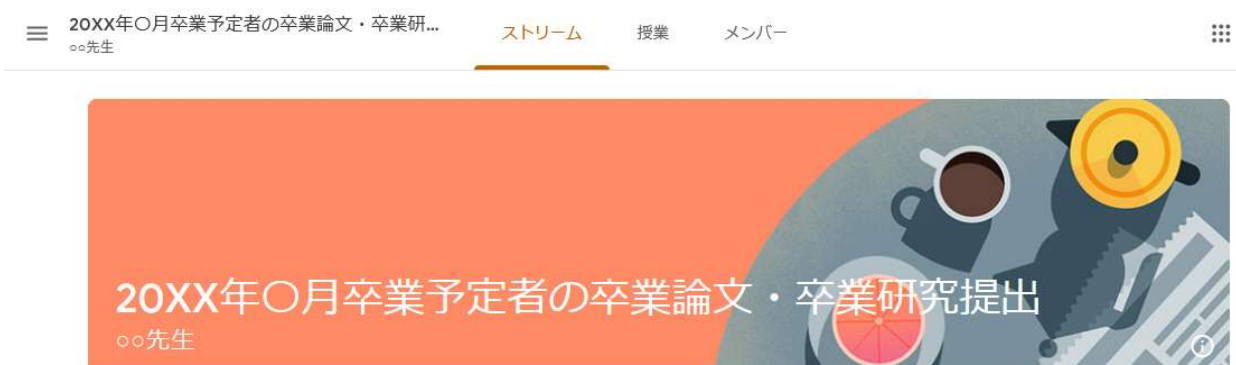 20XX年〇月卒業予定者の卒業論文・卒業研...
○○先生
ストリーム
授業
メンバー
20XX年〇月卒業予定者の卒業論文・卒業研究提出
○○先生